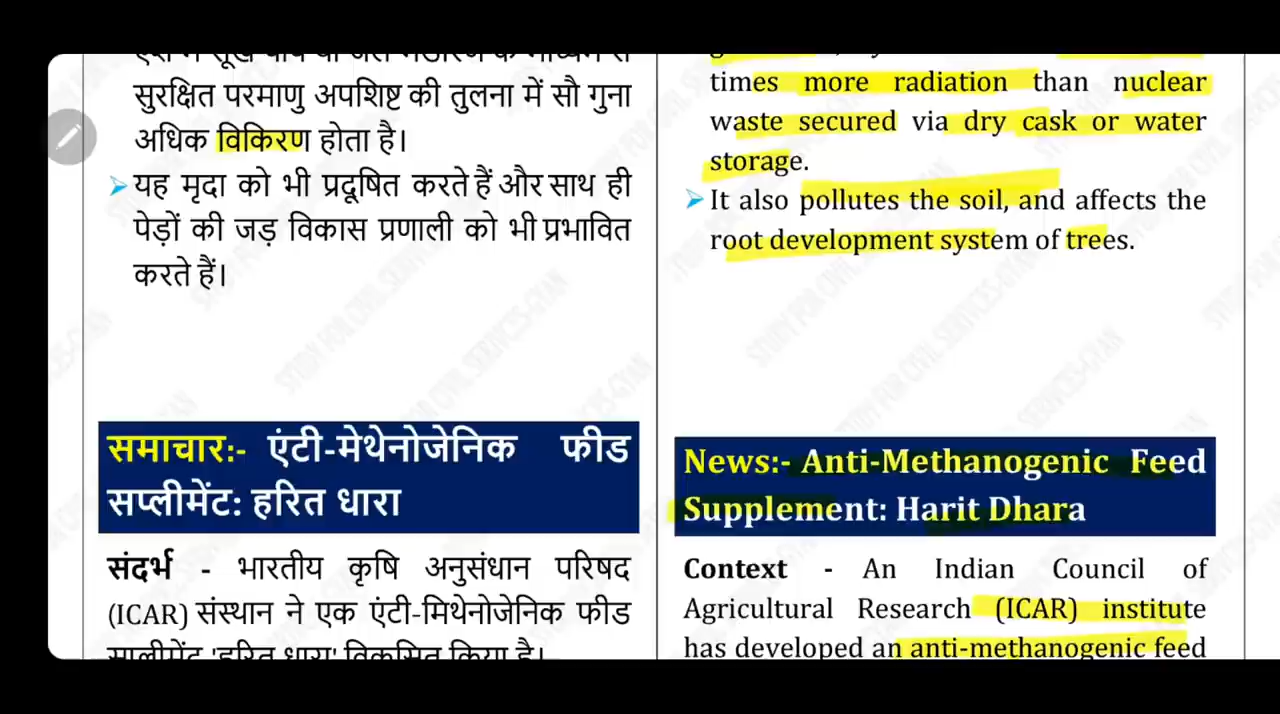 सुरक्षित परमाणु अपशिष्ट की तुलना में सौ गुना
अधिक विकिरण होता है।
यह मृदा को भी प्रदूषित करते हैं और साथ ही
पेड़ों की जड़ विकास प्रणाली को भी प्रभावित
करते हैं।
समाचार:- एंटी-मेथेनोजेनिक फीड
सप्लीमेंट: हरित धारा
संदर्भ - भारतीय कृषि अनुसंधान परिषद
(ICAR) संस्थान ने एक एंटी-मिथेनोजेनिक फीड
सप्लीमेंट 'हरित धारा' विकसित किया है।
times more radiation than nuclear
waste secured via dry cask or water
storage.
It also pollutes the soil, and affects the
root development system of trees.
News:- Anti-Methanogenic Feed
Supplement: Harit Dhara
Context - An Indian Council of
Agricultural Research (ICAR) institute
has developed an anti-methanogenic feed